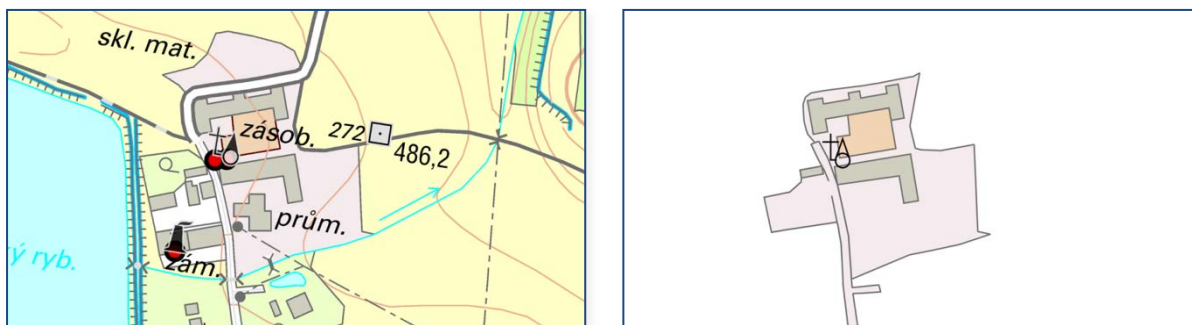 skl. mat.
zásob.
272
486,2
prům.
zám.
ý ryb.